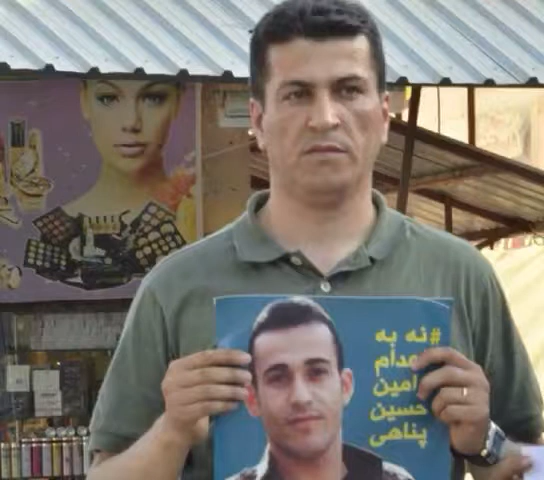 #نه به
عدام
امین
حسین
پناهی